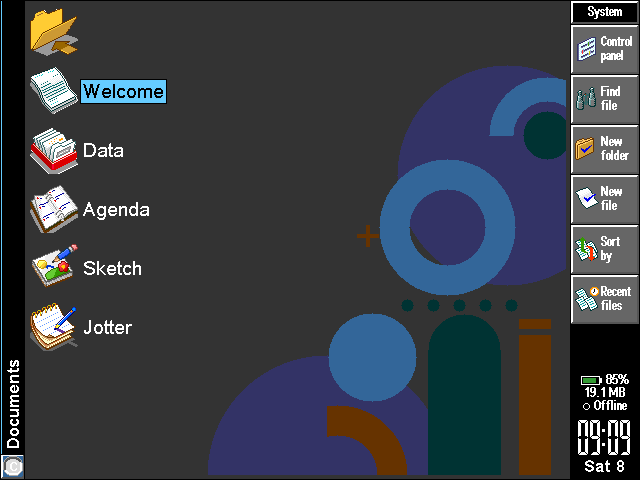 Welcome
Data
Agenda
Sketch
Jotter
Documents
C
System
Control
panel
Find
file
New
folder
New
file
Sort
by
Recent
files
85%
19.1 MB
Offline
09:09
Sat 8